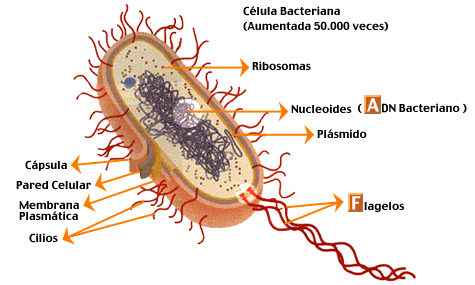 Célula Bacteriana
(Aumentada 50.000 veces)
Ribosomas
Nucleoides ( ADN Bacteriano )
Plásmido
Cápsula
Pared Celular
Membrana
Plasmática
Cilios
Flagelos